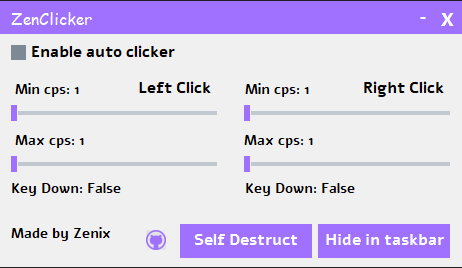 ZenClicker - X
Enable auto clicker
Min cps: 1 Left Click Min cps: 1 Right Click
Max cps: 1 Max cps: 1
Key Down: False Key Down: False
Made by Zenix Self Destruct Hide in taskbar